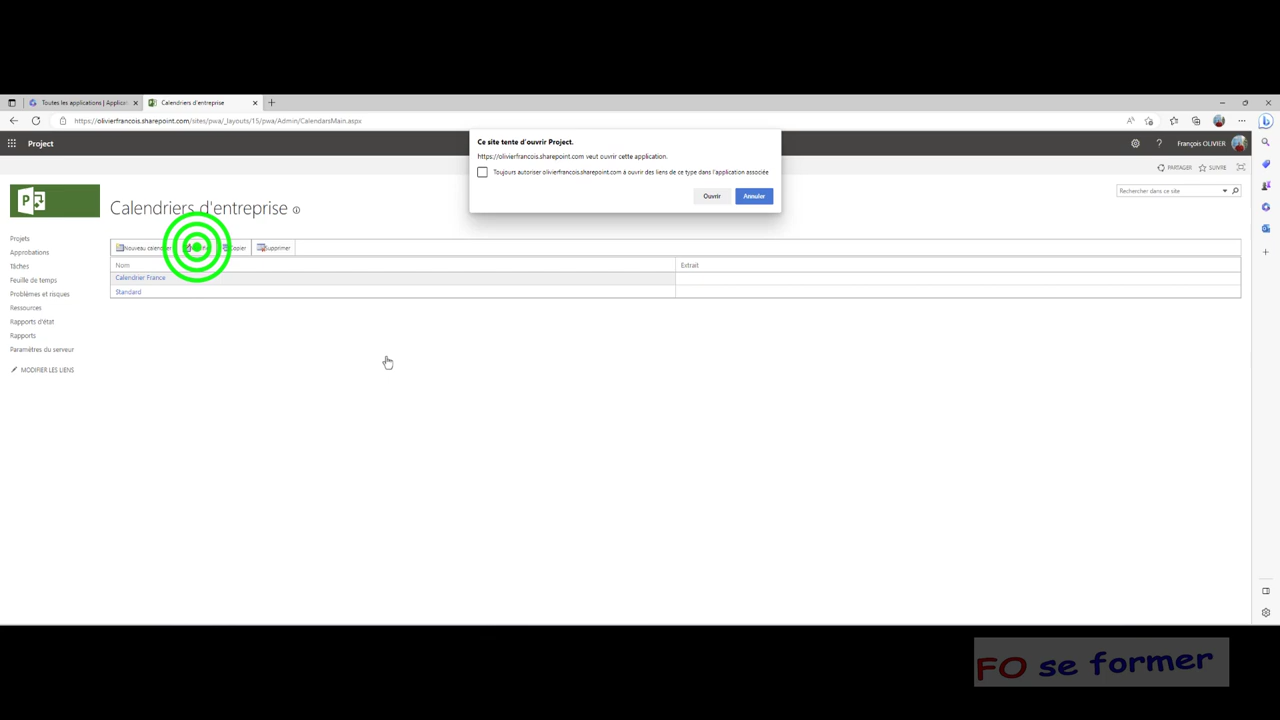 Toutes les applications | Applicati
Calendriers d'entreprise
https://olivierfrancois.sharepoint.com/sites/pwa/_layouts/15/pwa/Admin/CalendarsMain.aspx
Project
François OLIVIER
Ce site tente d'ouvrir Project.
https://olivierfrancois.sharepoint.com veut ouvrir cette application.
Toujours autoriser olivierfrancois.sharepoint.com à ouvrir des liens de ce type dans l'application associée
Ouvrir
Annuler
PARTAGER
SUIVRE
Rechercher dans ce site
Calendriers d'entreprise
Projets
Approbations
Tâches
Feuille de temps
Problèmes et risques
Ressources
Rapports d'état
Rapports
Paramètres du serveur
MODIFIER LES LIENS
Nouveau
Copier
Supprimer
Nom
Extrait
Calendrier France
Standard
FO se former